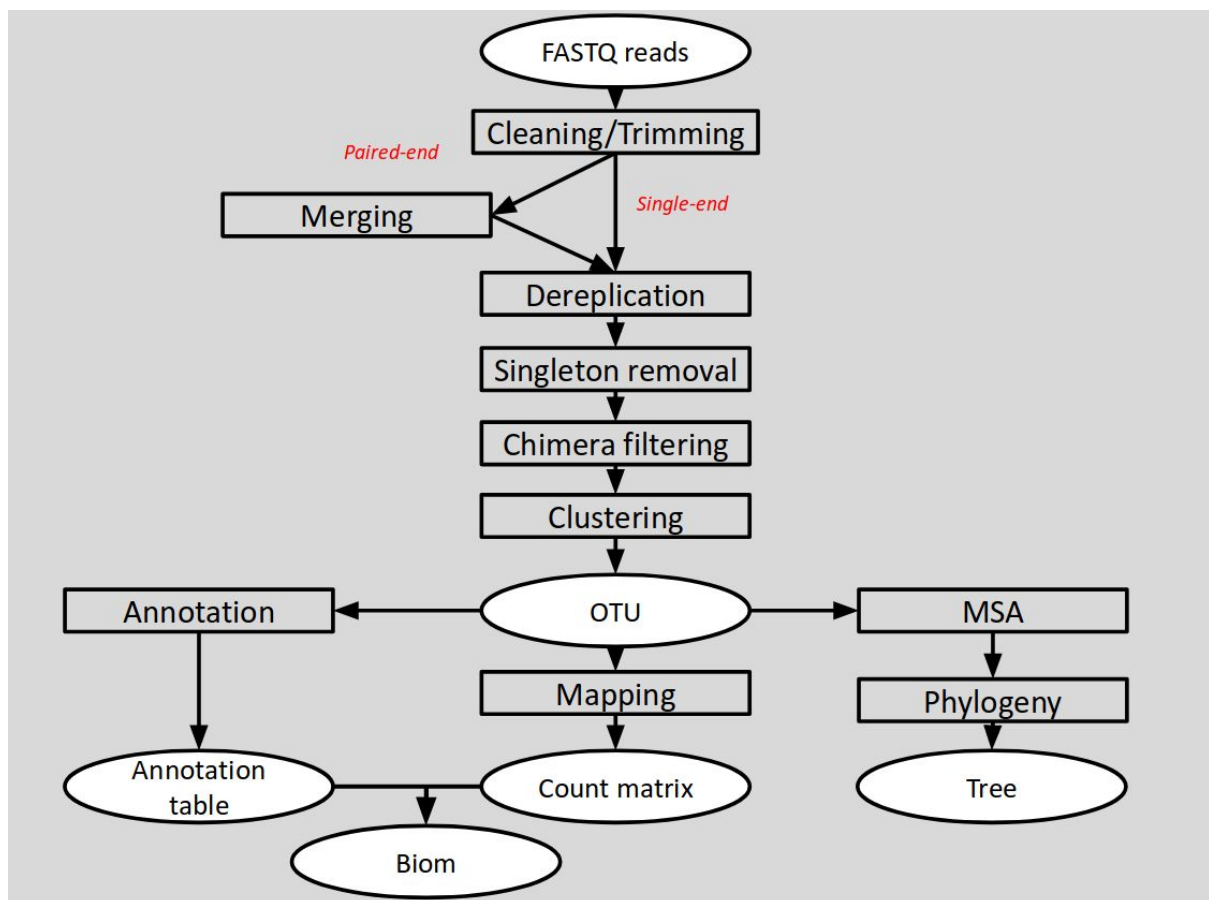 FASTQ reads
Cleaning/Trimming
Paired-end
Single-end
Merging
Dereplication
Singleton removal
Chimera filtering
Clustering
Annotation
OTU
MSA
Mapping
Phylogeny
Annotation
table
Count matrix
Tree
Biom